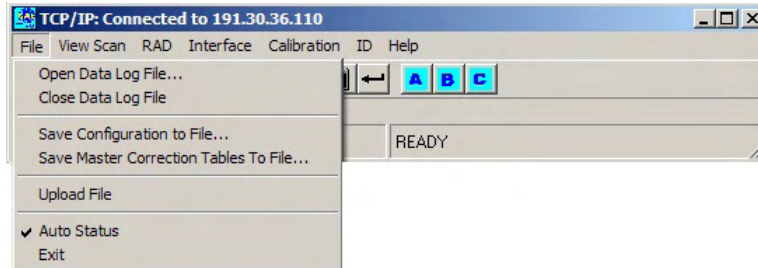 TCP/IP: Connected to 191.30.36.110
File View Scan RAD Interface Calibration ID Help
Open Data Log File...
Close Data Log File
A B C
Save Configuration to File...
READY
Save Master Correction Tables To File...
Upload File
Auto Status
Exit